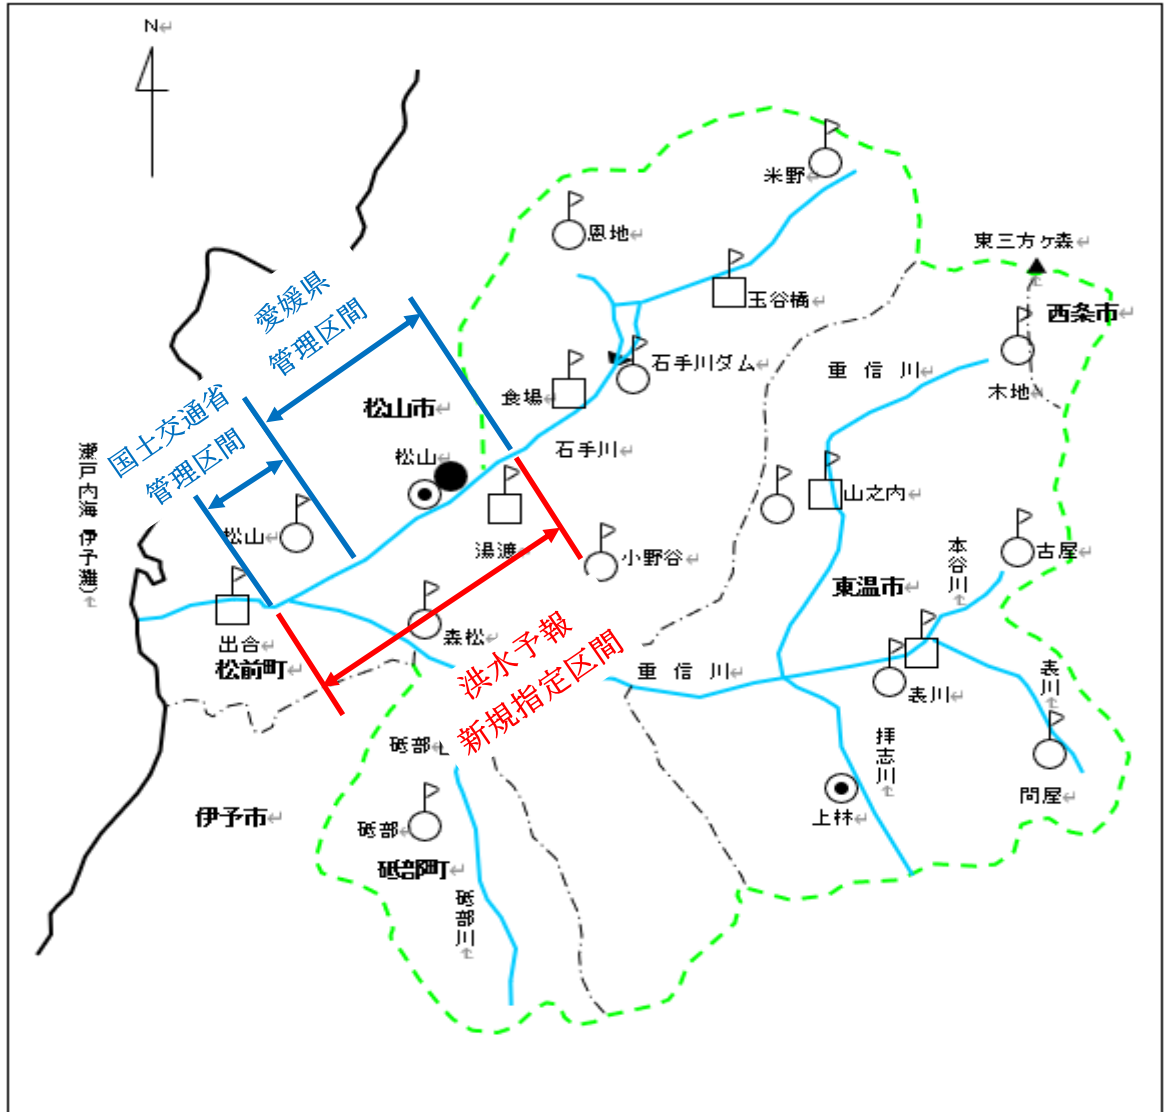 N
米野
恩地
東三方ヶ森
西条市
玉谷橋
愛媛県
管理区間
石手川ダム
重信川
木地
食場
国土交通省
管理区間
松山市
石手川
松山
山之内
瀬戸内海 伊予灘)
松山
湯渡
小野谷
本谷川
古屋
東温市
出合
森松
松前町
洪水予報
新規指定区間
重信川
表川
表川
砥部
拝志川
問屋
上林
伊予市
砥部
砥部町
砥部川